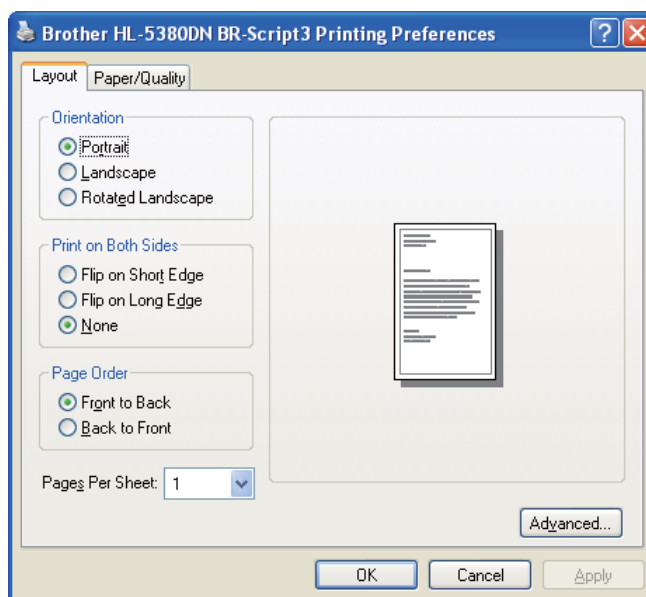 Brother HL-5380DN BR-Script3 Printing Preferences
Layout Paper/Quality
Orientation
Portrait
Landscape
Rotated Landscape
Print on Both Sides
Flip on Short Edge
Flip on Long Edge
None
Page Order
Front to Back
Back to Front
Pages Per Sheet: 1
Advanced...
OK Cancel Apply